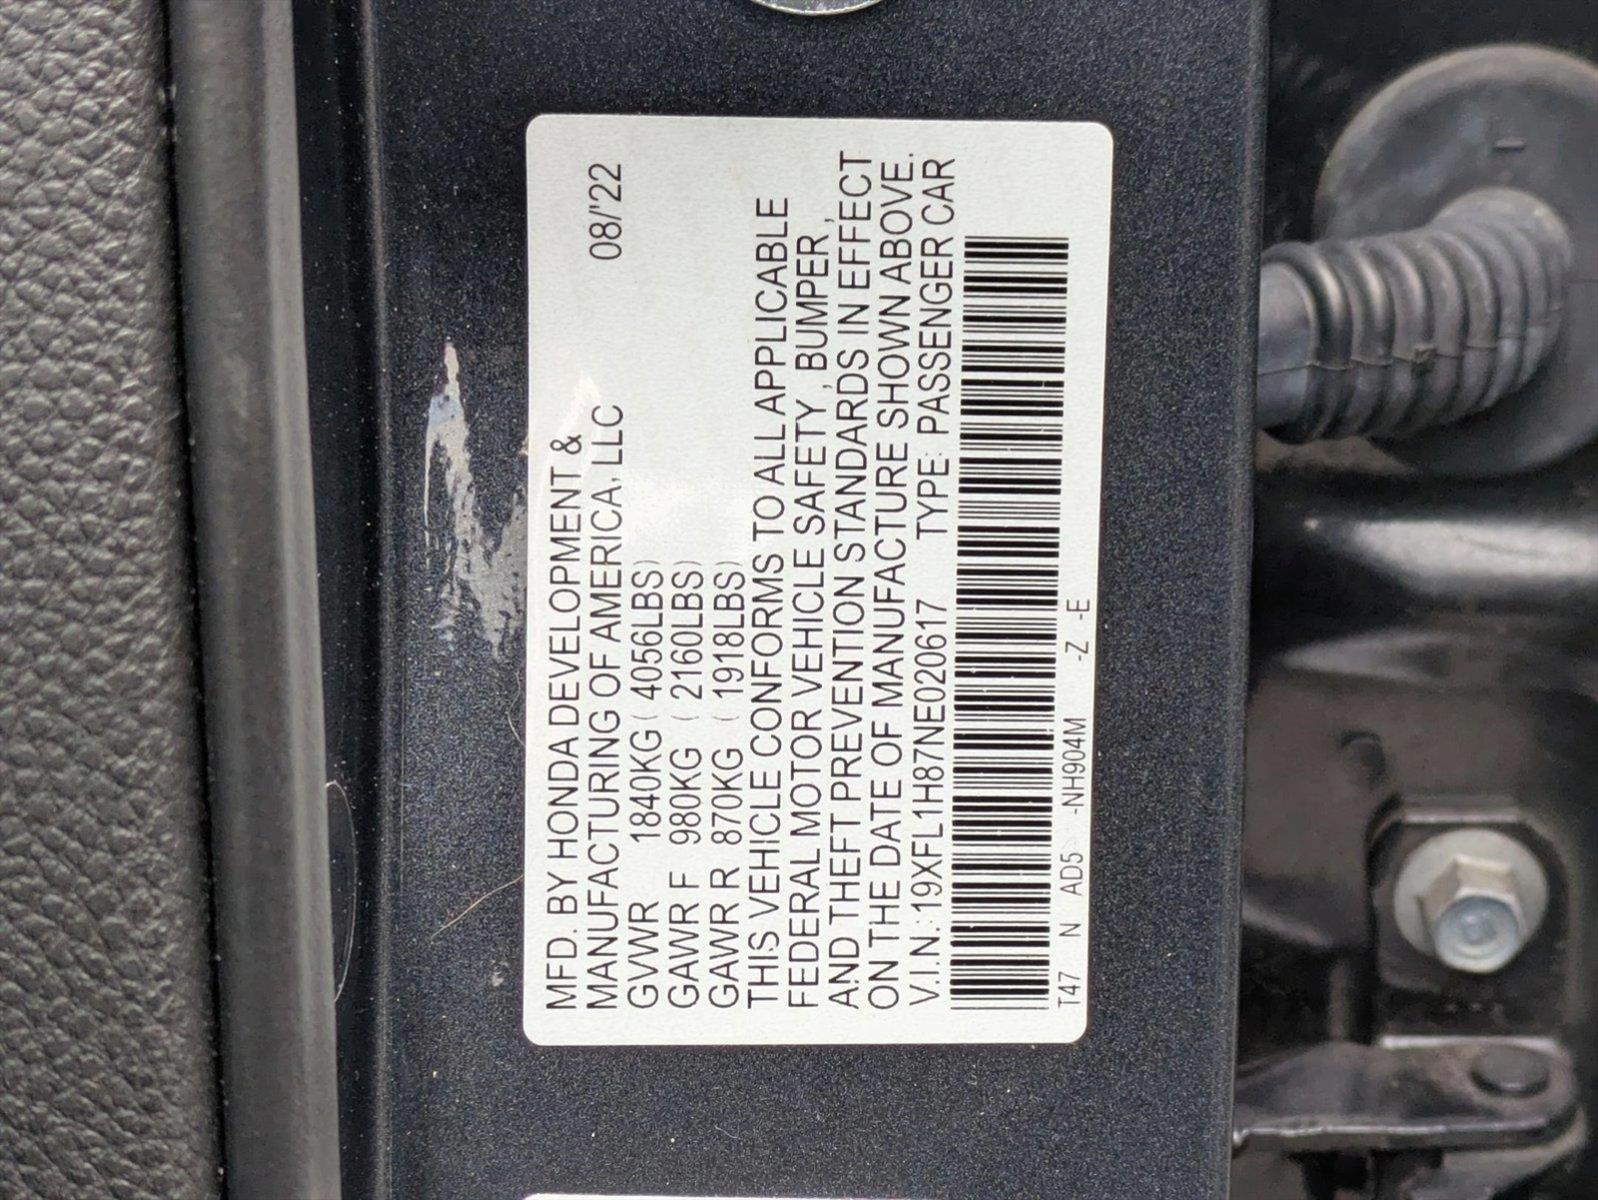 MFD. BY HONDA DEVELOPMENT &
MANUFACTURING OF AMERICA, LLC 08/'22
GVWR 1840KG ( 4056LBS)
GAWR F 980KG ( 2160LBS)
GAWR R 870KG ( 1918LBS)
THIS VEHICLE CONFORMS TO ALL APPLICABLE
FEDERAL MOTOR VEHICLE SAFETY, BUMPER,
AND THEFT PREVENTION STANDARDS IN EFFECT
ON THE DATE OF MANUFACTURE SHOWN ABOVE.
V.I.N.: 19XFL1H87NE020617 TYPE: PASSENGER CAR
T47 N AD5 -NH904M -Z -E